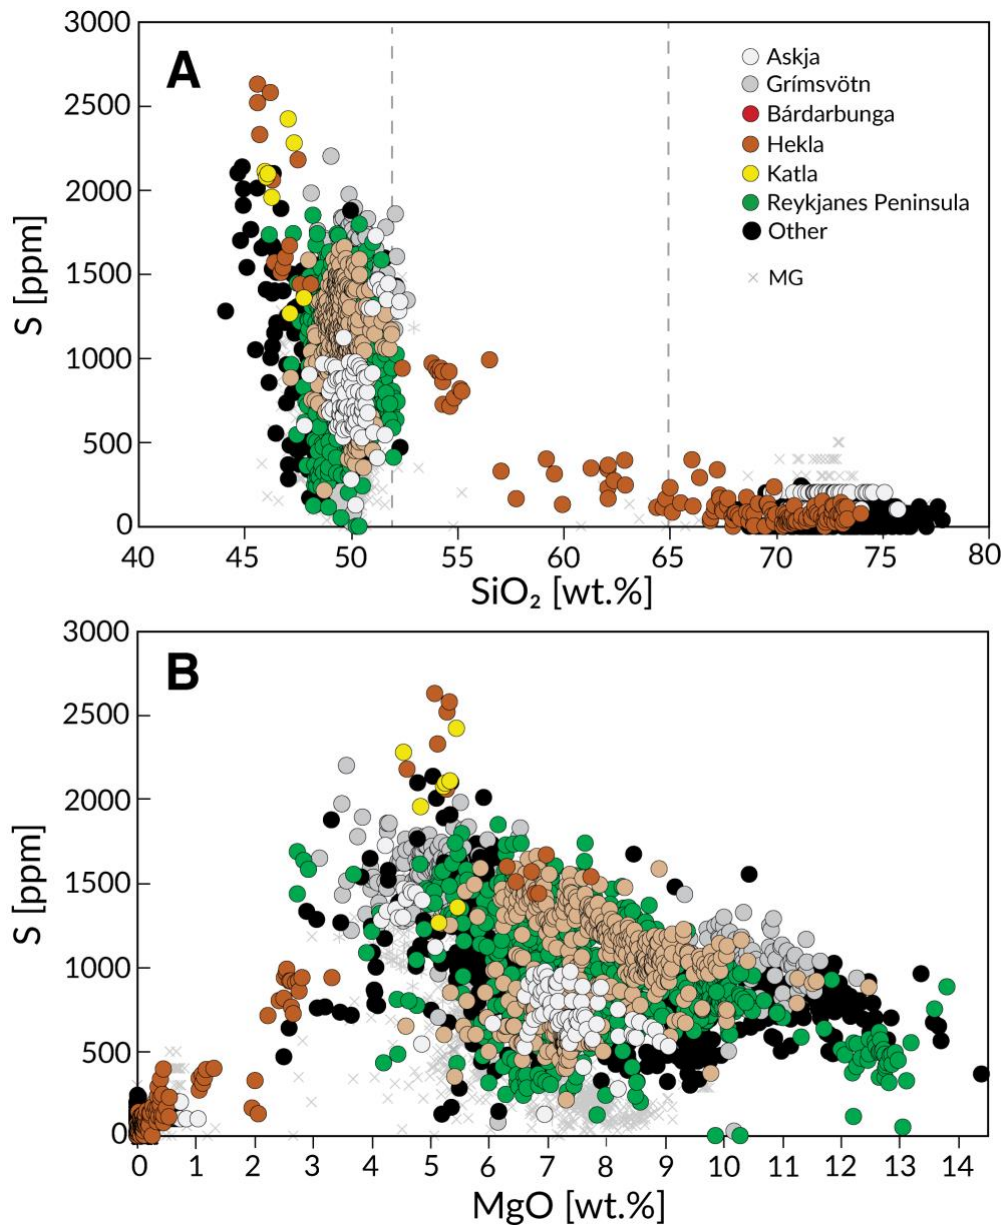 A
3000
2500
2000
1500
1000
500
0
S [ppm]
40
45
50
55
60
65
70
75
80
SiO₂ [wt.%]
Askja
Grímsvötn
Bárdarbunga
Hekla
Katla
Reykjanes Peninsula
Other
MG
B
3000
2500
2000
1500
1000
500
0
S [ppm]
0
1
2
3
4
5
6
7
8
9
10
11
12
13
14
MgO [wt.%]